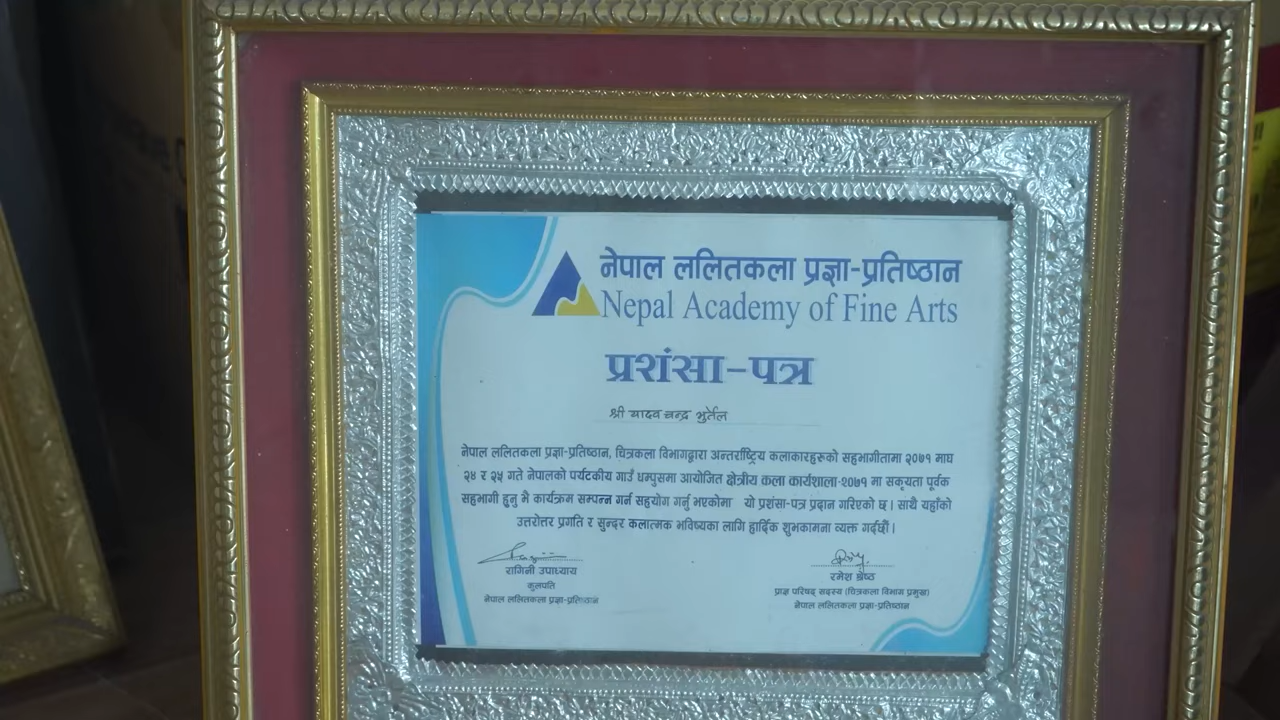 नेपाल ललितकला प्रज्ञा-प्रतिष्ठान
Nepal Academy of Fine Arts
प्रशंसा-पत्र
श्री यादव चन्द्र भुर्तेल
नेपाल ललितकला प्रज्ञा-प्रतिष्ठान, चित्रकला विभागद्वारा अन्तर्राष्ट्रिय कलाकारहरूको सहभागीतामा २०७१ माघ
२४ र २५ गते नेपालको पर्यटकीय गाउँ धम्पुसमा आयोजित क्षेत्रीय कला कार्यशाला-२०७१ मा सक्रयता पूर्वक
सहभागी हुनु भै कार्यक्रम सम्पन्न गर्न सहयोग गर्नु भएकोमा यो प्रशंसा-पत्र प्रदान गरिएको छ । साथै यहाँको
उत्तरोत्तर प्रगति र सुन्दर कलात्मक भविष्यका लागि हार्दिक शुभकामना व्यक्त गर्दछौं ।
रागिनी उपाध्याय
कुलपति
नेपाल ललितकला प्रज्ञा-प्रतिष्ठान
रमेश श्रेष्ठ
प्राज्ञ परिषद् सदस्य (चित्रकला विभाग प्रमुख)
नेपाल ललितकला प्रज्ञा-प्रतिष्ठान